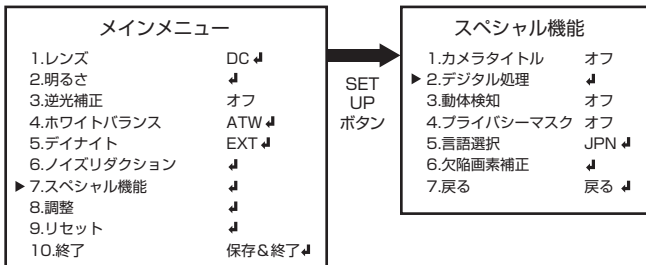 メインメニュー
1.レンズ DC↲
2.明るさ ↲
3.逆光補正 オフ
4.ホワイトバランス ATW↲
5.デイナイト EXT↲
6.ノイズリダクション ↲
▶7.スペシャル機能 ↲
8.調整 ↲
9.リセット ↲
10.終了 保存&終了↲
SET
UP
ボタン
スペシャル機能
1.カメラタイトル オフ
▶2.デジタル処理 ↲
3.動体検知 オフ
4.プライバシーマスク オフ
5.言語選択 JPN↲
6.欠陥画素補正 ↲
7.戻る 戻る↲